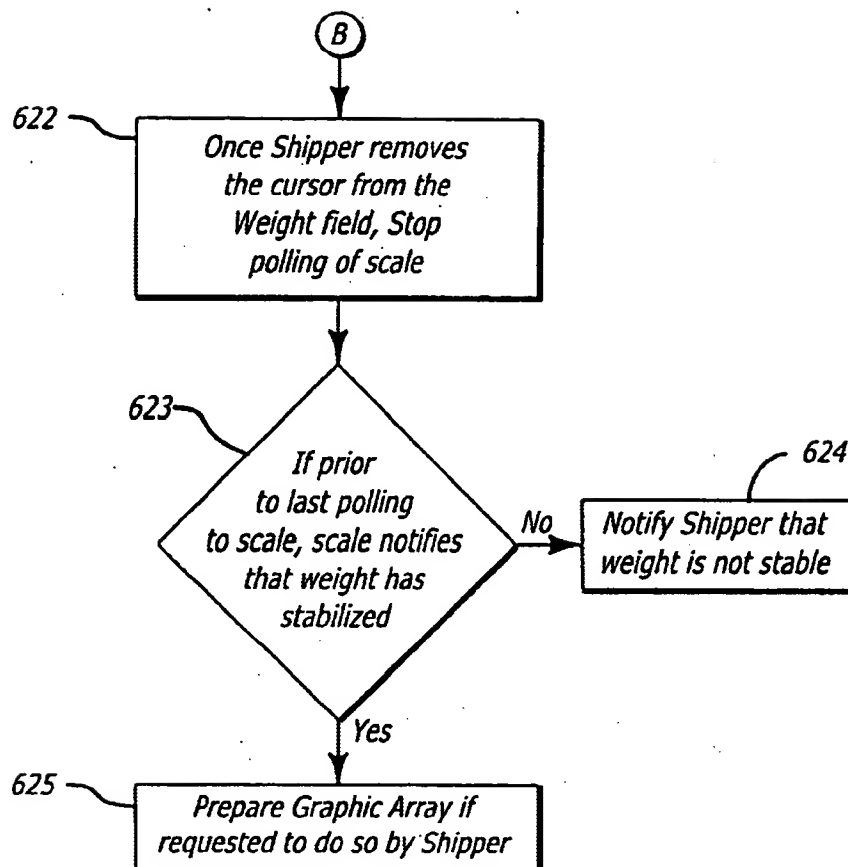 B
622
Once Shipper removes
the cursor from the
Weight field, Stop
polling of scale
623
If prior
to last polling
to scale, scale notifies
that weight has
stabilized
No
624
Notify Shipper that
weight is not stable
Yes
625
Prepare Graphic Array if
requested to do so by Shipper